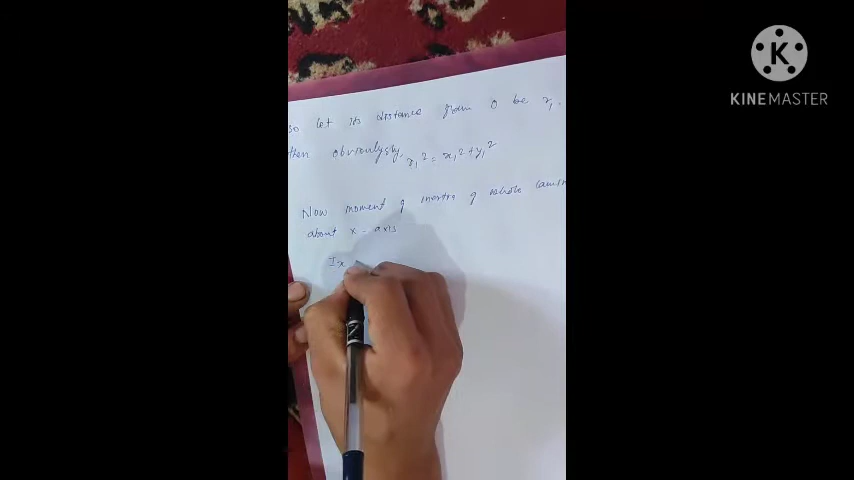 so let its distance from O be r₁.
then obviously, r₁² = x₁² + y₁²
Now moment of inertia of whole
about x - axis
Ix
KINEMASTER